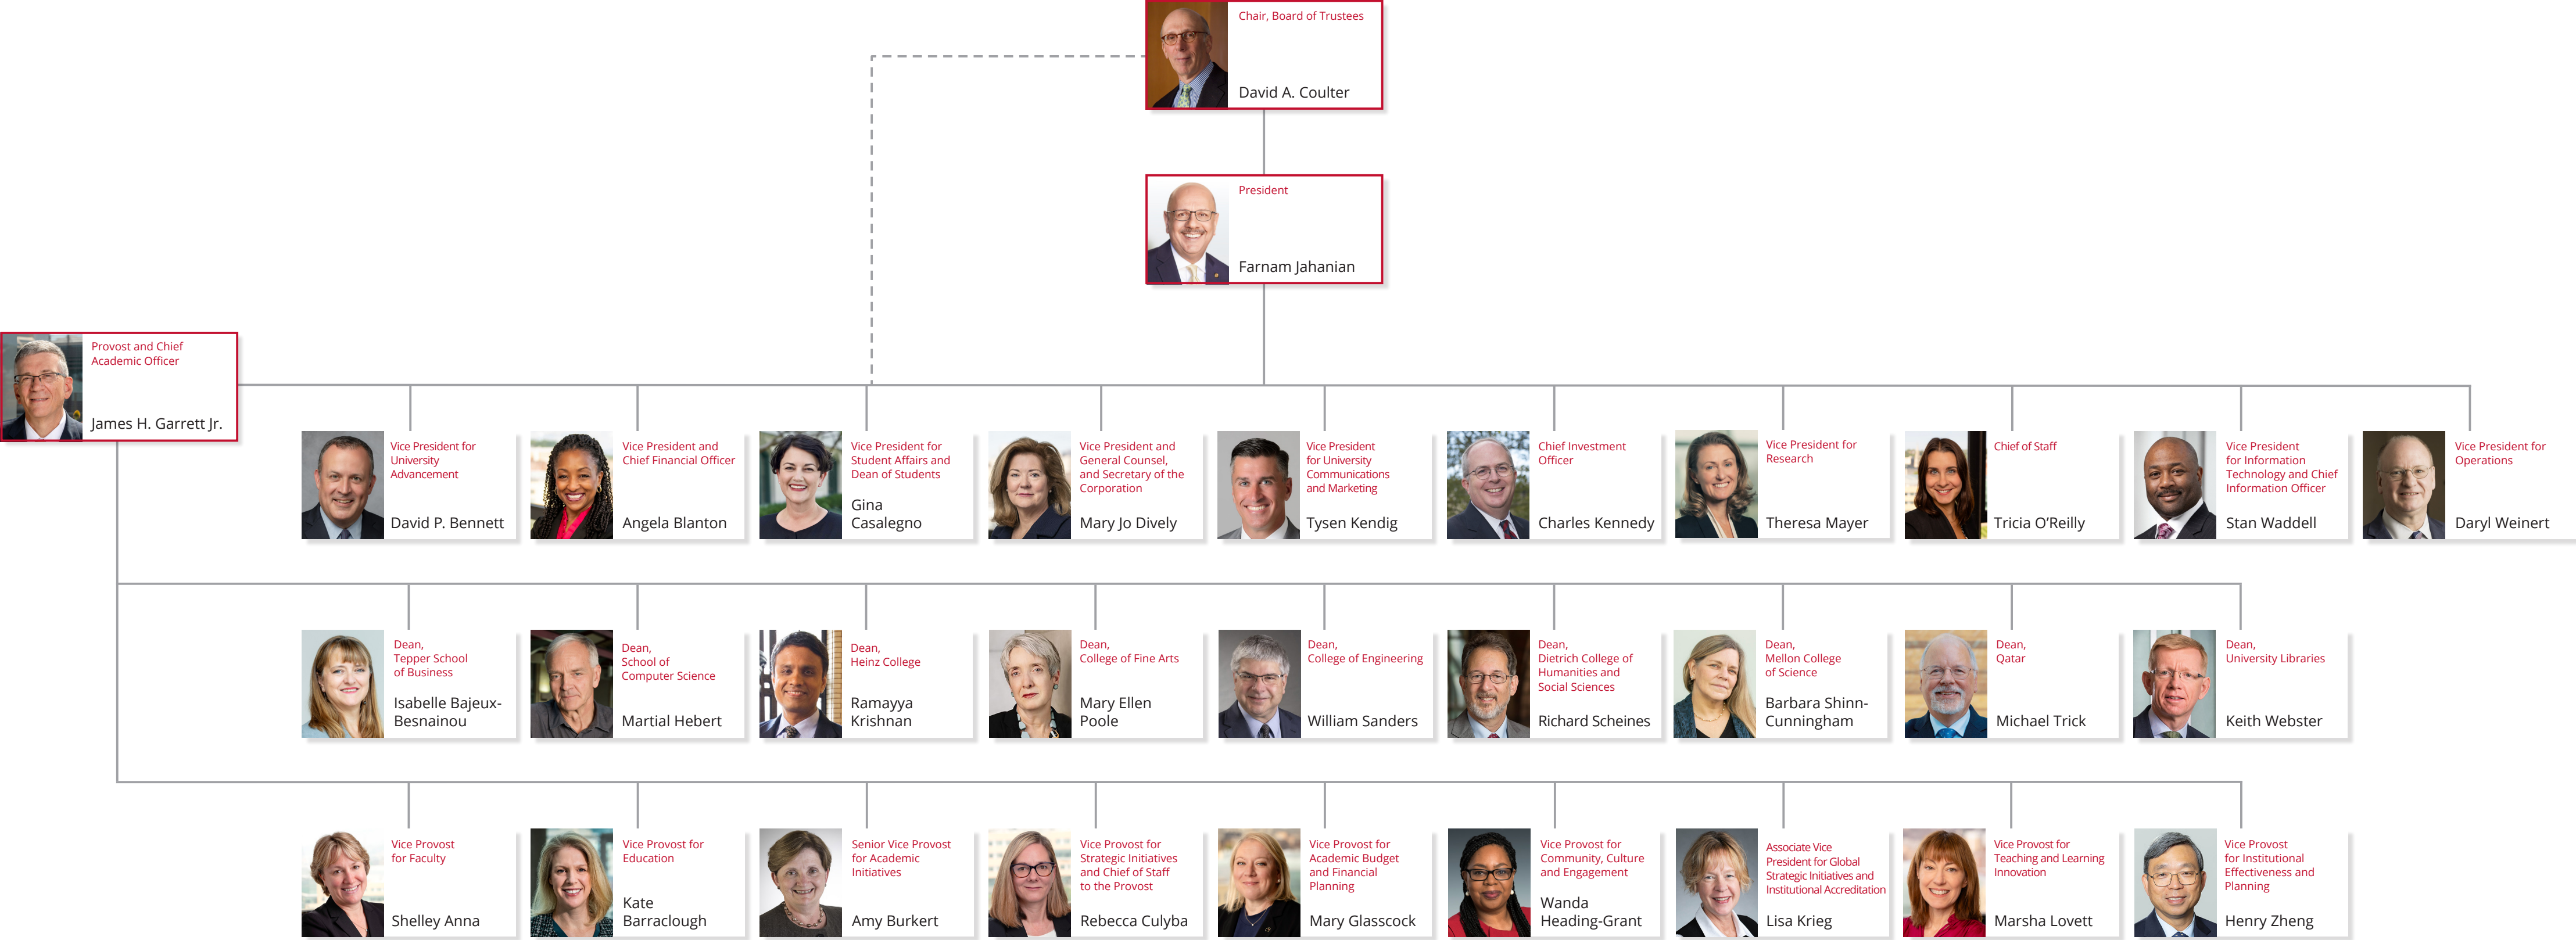 Chair, Board of Trustees
David A. Coulter
President
Farnam Jahanian
Provost and Chief
Academic Officer
James H. Garrett Jr.
Vice President for
University
Advancement
David P. Bennett
Vice President and
Chief Financial Officer
Angela Blanton
Vice President for
Student Affairs and
Dean of Students
Gina
Casalegno
Vice President and
General Counsel,
and Secretary of the
Corporation
Mary Jo Dively
Vice President
for University
Communications
and Marketing
Tysen Kendig
Chief Investment
Officer
Charles Kennedy
Vice President for
Research
Theresa Mayer
Chief of Staff
Tricia O’Reilly
Vice President
for Information
Technology and Chief
Information Officer
Stan Waddell
Vice President for
Operations
Daryl Weinert
Dean,
Tepper School
of Business
Isabelle Bajeux-
Besnainou
Dean,
School of
Computer Science
Martial Hebert
Dean,
Heinz College
Ramayya
Krishnan
Dean,
College of Fine Arts
Mary Ellen
Poole
Dean,
College of Engineering
William Sanders
Dean,
Dietrich College of
Humanities and
Social Sciences
Richard Scheines
Dean,
Mellon College
of Science
Barbara Shinn-
Cunningham
Dean,
Qatar
Michael Trick
Dean,
University Libraries
Keith Webster
Vice Provost
for Faculty
Shelley Anna
Vice Provost for
Education
Kate
Barraclough
Senior Vice Provost
for Academic
Initiatives
Amy Burkert
Vice Provost for
Strategic Initiatives
and Chief of Staff
to the Provost
Rebecca Culyba
Vice Provost for
Academic Budget
and Financial
Planning
Mary Glasscock
Vice Provost for
Community, Culture
and Engagement
Wanda
Heading-Grant
Associate Vice
President for Global
Strategic Initiatives and
Institutional Accreditation
Lisa Krieg
Vice Provost for
Teaching and Learning
Innovation
Marsha Lovett
Vice Provost
for Institutional
Effectiveness and
Planning
Henry Zheng